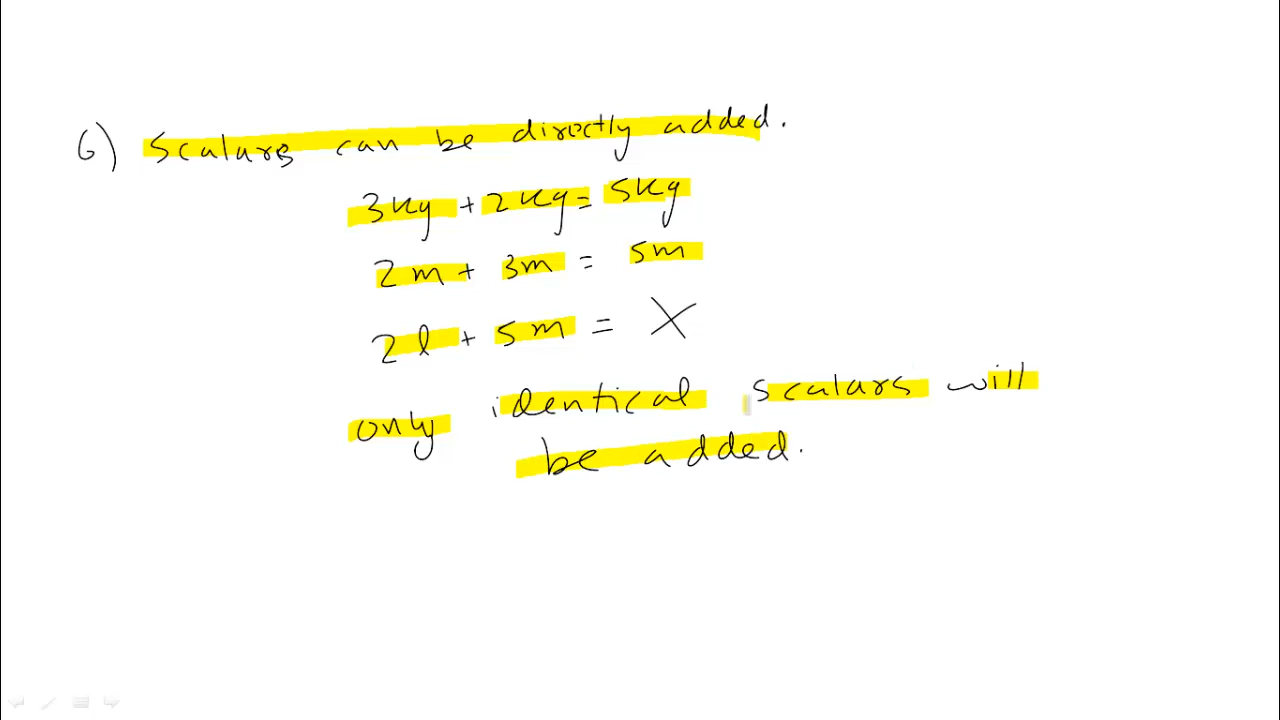 6) Scalars can be directly added.
3Kg + 2Kg = 5Kg
2m + 3m = 5m
2l + 5m = X
only identical scalars will
be added.